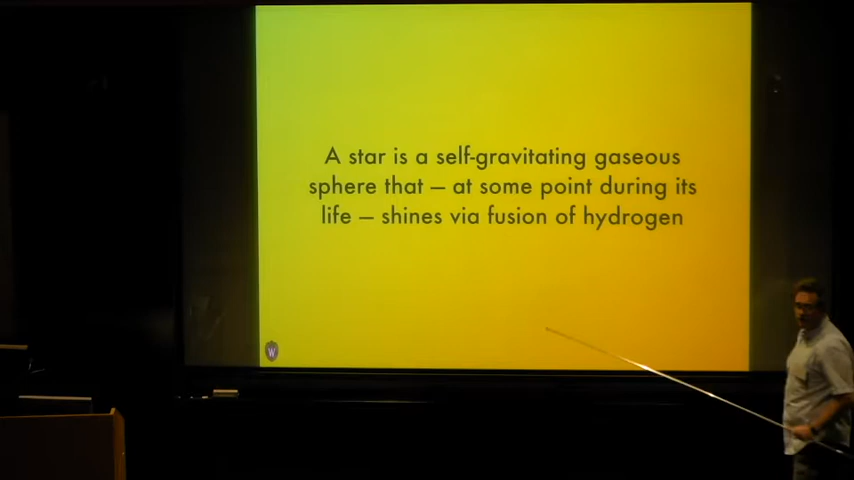 A star is a self-gravitating gaseous
sphere that — at some point during its
life — shines via fusion of hydrogen
W